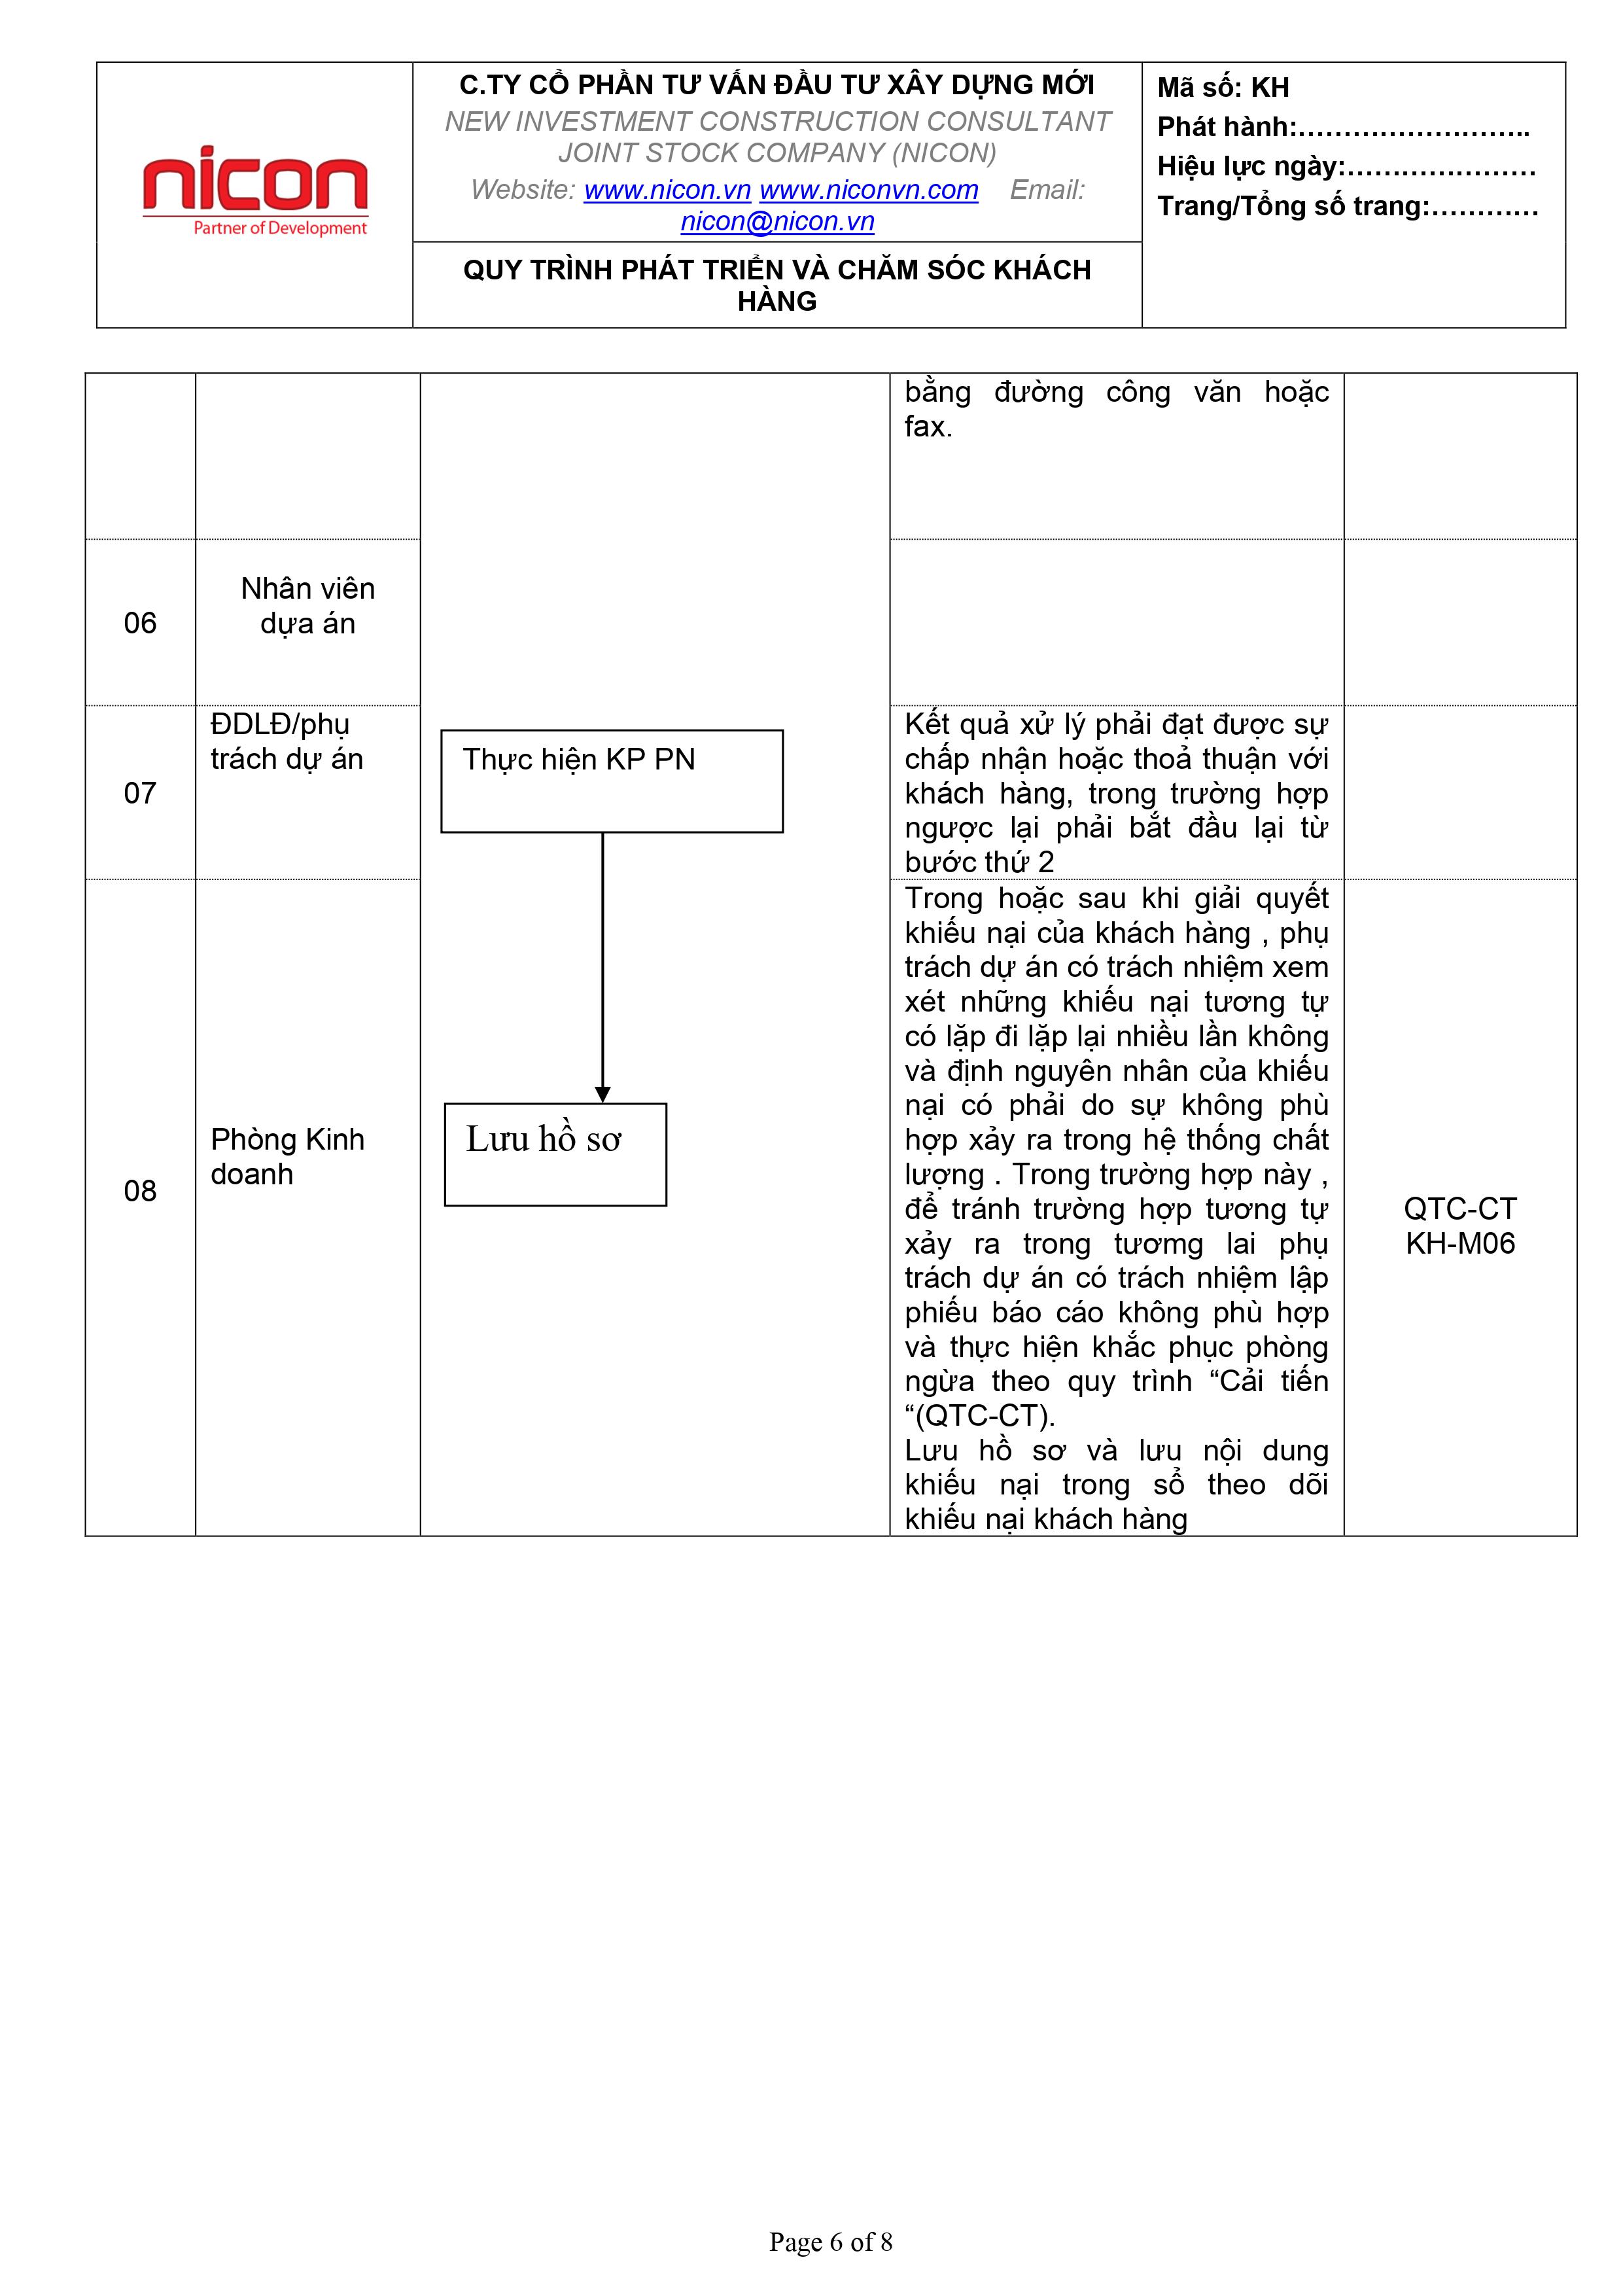 nicon
Partner of Development
C.TY CỔ PHẦN TƯ VẤN ĐẦU TƯ XÂY DỰNG MỚI
NEW INVESTMENT CONSTRUCTION CONSULTANT
JOINT STOCK COMPANY (NICON)
Website: www.nicon.vn www.niconvn.com Email:
nicon@nicon.vn
QUY TRÌNH PHÁT TRIỂN VÀ CHĂM SÓC KHÁCH
HÀNG
Mã số: KH
Phát hành:……………………..
Hiệu lực ngày:…………………
Trang/Tổng số trang:…………
bằng đường công văn hoặc
fax.
06
Nhân viên
dựa án
07
ĐDLĐ/phụ
trách dự án
Thực hiện KP PN
Kết quả xử lý phải đạt được sự
chấp nhận hoặc thoả thuận với
khách hàng, trong trường hợp
ngược lại phải bắt đầu lại từ
bước thứ 2
08
Phòng Kinh
doanh
Lưu hồ sơ
Trong hoặc sau khi giải quyết
khiếu nại của khách hàng , phụ
trách dự án có trách nhiệm xem
xét những khiếu nại tương tự
có lặp đi lặp lại nhiều lần không
và định nguyên nhân của khiếu
nại có phải do sự không phù
hợp xảy ra trong hệ thống chất
lượng . Trong trường hợp này ,
để tránh trường hợp tương tự
xảy ra trong tươmg lai phụ
trách dự án có trách nhiệm lập
phiếu báo cáo không phù hợp
và thực hiện khắc phục phòng
ngừa theo quy trình “Cải tiến
“(QTC-CT).
Lưu hồ sơ và lưu nội dung
khiếu nại trong sổ theo dõi
khiếu nại khách hàng
QTC-CT
KH-M06
Page 6 of 8